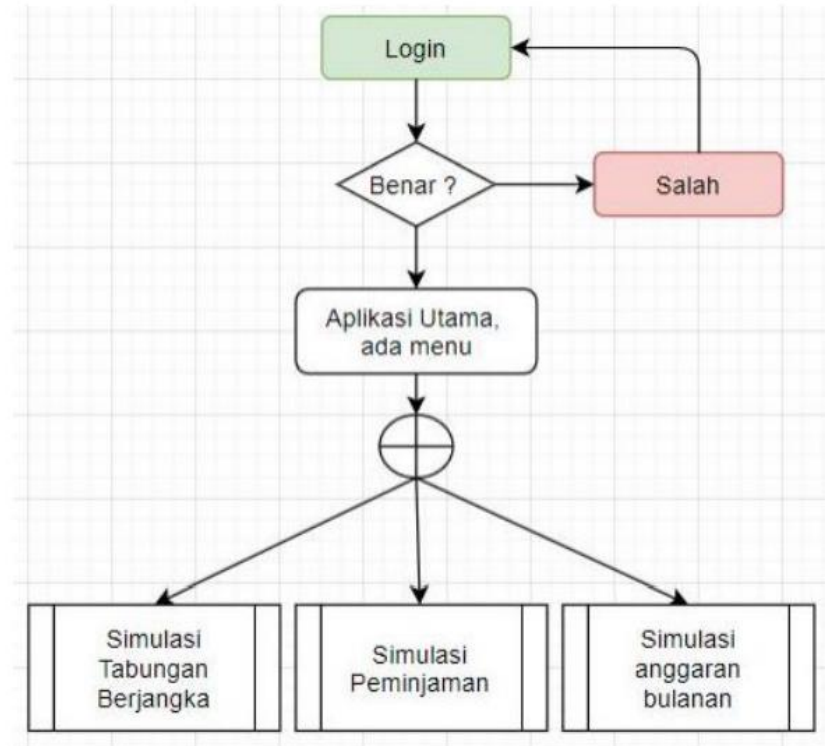 Login
Benar ?
Salah
Aplikasi Utama,
ada menu
Simulasi
Tabungan
Berjangka
Simulasi
Peminjaman
Simulasi
anggaran
bulanan